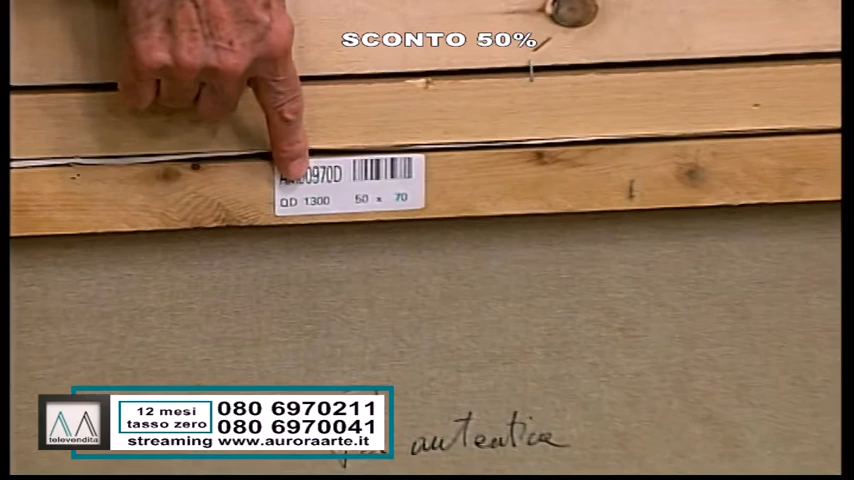 SCONTO 50%
0970D
QD 1300 50 x 70
12 mesi
tasso zero
080 6970211
080 6970041
televendita
streaming www.auroraarte.it
autentica